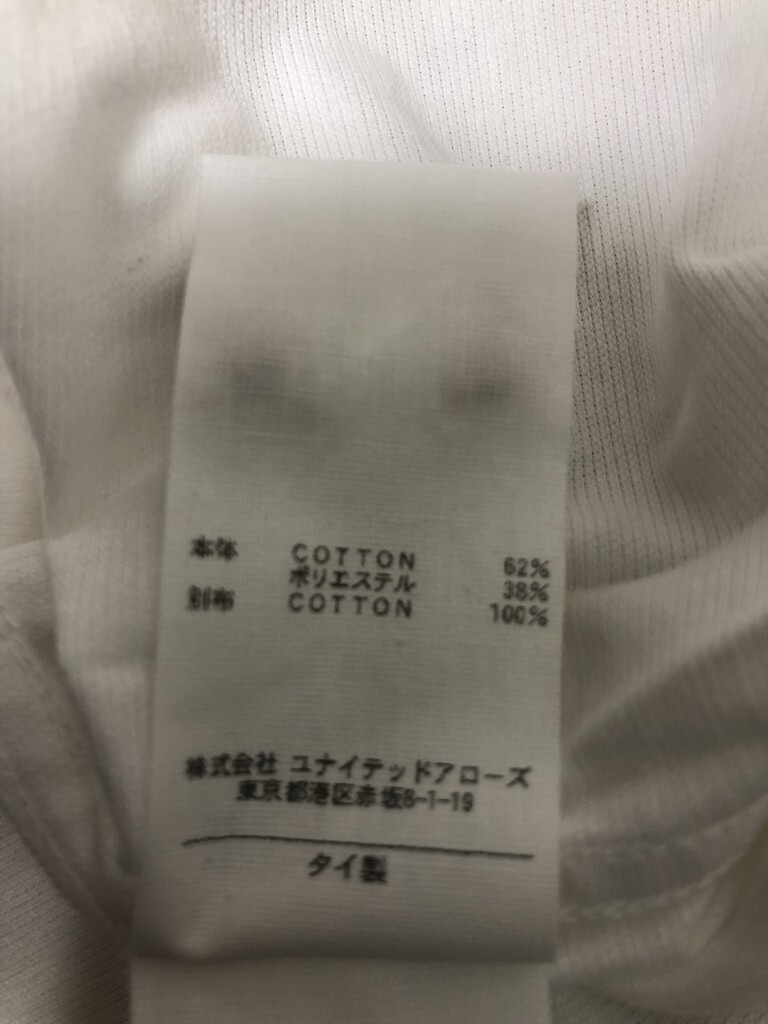 本体 COTTON 62%
ポリエステル 38%
別布 COTTON 100%
株式会社 ユナイテッドアローズ
東京都港区赤坂8-1-19
タイ製